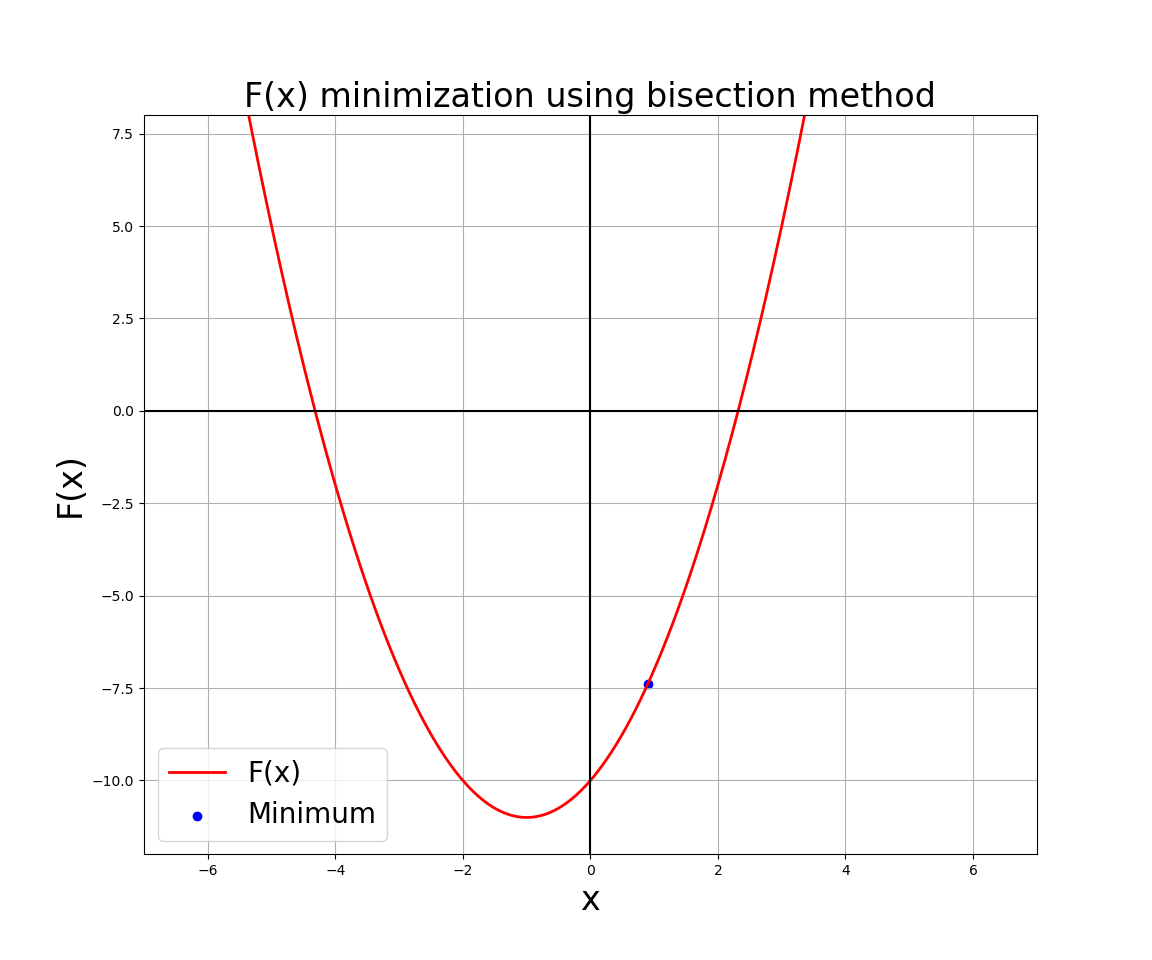 F(x) minimization using bisection method
7.5
5.0
2.5
0.0
−2.5
−5.0
−7.5
−10.0
F(x)
F(x)
Minimum
−6 −4 −2 0 2 4 6
x